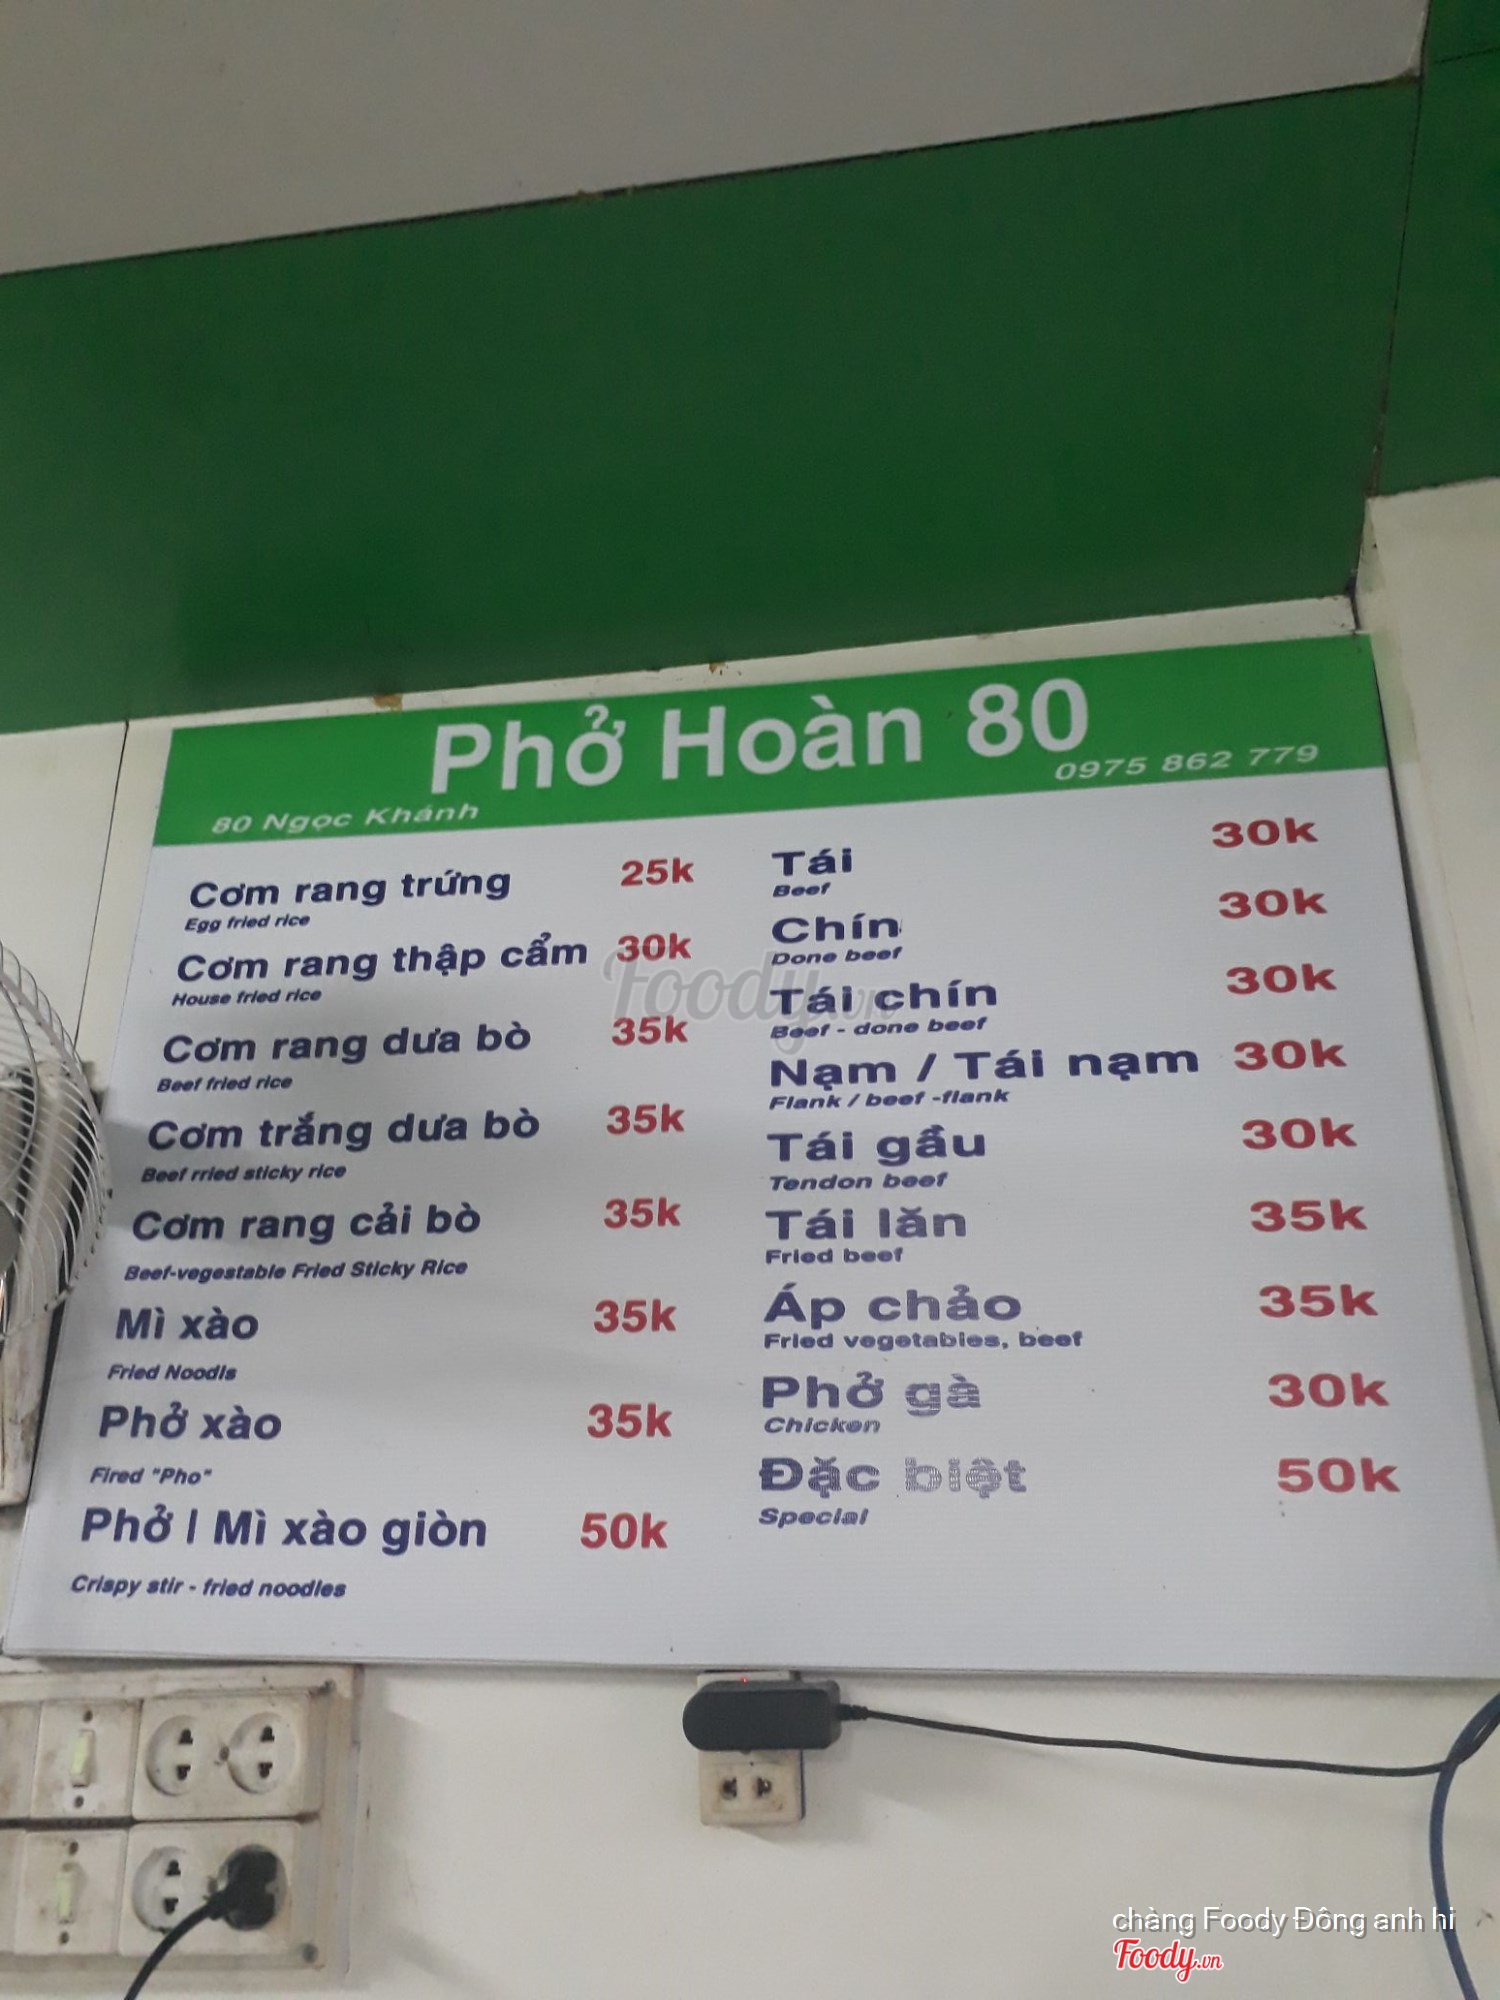 Phở Hoàn 80
80 Ngọc Khánh
0975 862 779
Cơm rang trứng 25k
Egg fried rice
Cơm rang thập cẩm 30k
House fried rice
Cơm rang dưa bò 35k
Beef fried rice
Cơm trắng dưa bò 35k
Beef rried sticky rice
Cơm rang cải bò 35k
Beef-vegestable Fried Sticky Rice
Mì xào 35k
Fried Noodls
Phở xào 35k
Fired "Pho"
Phở / Mì xào giòn 50k
Crispy stir - fried noodles
Tái 30k
Beef
Chín 30k
Done beef
Tái chín 30k
Beef - done beef
Nạm / Tái nạm 30k
Flank / beef -flank
Tái gầu 30k
Tendon beef
Tái lăn 35k
Fried beef
Áp chảo 35k
Fried vegetables, beef
Phở gà 30k
Chicken
Đặc biệt 50k
Special
Foody.vn
chàng Foody Đông anh hi
Foody.vn